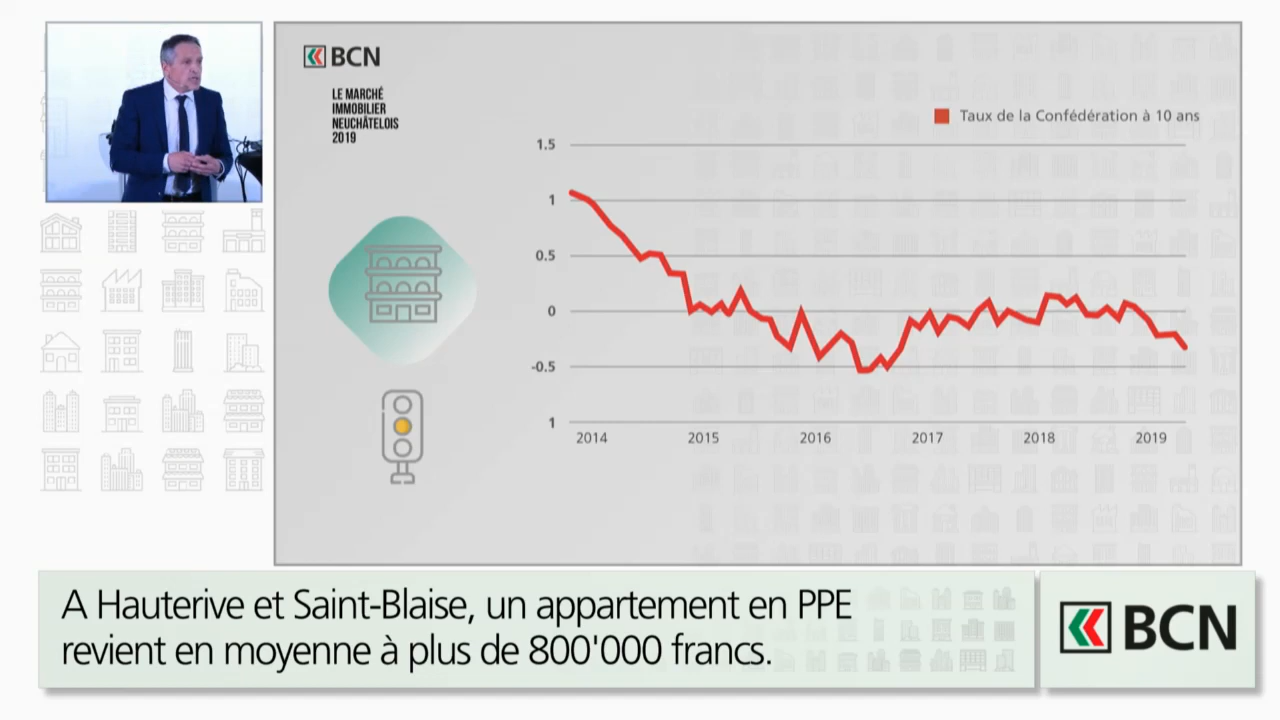 BCN
LE MARCHÉ
IMMOBILIER
NEUCHÂTELOIS
2019
Taux de la Confédération à 10 ans
1.5
1
0.5
0
-0.5
1
2014 2015 2016 2017 2018 2019
A Hauterive et Saint-Blaise, un appartement en PPE
revient en moyenne à plus de 800'000 francs.
BCN